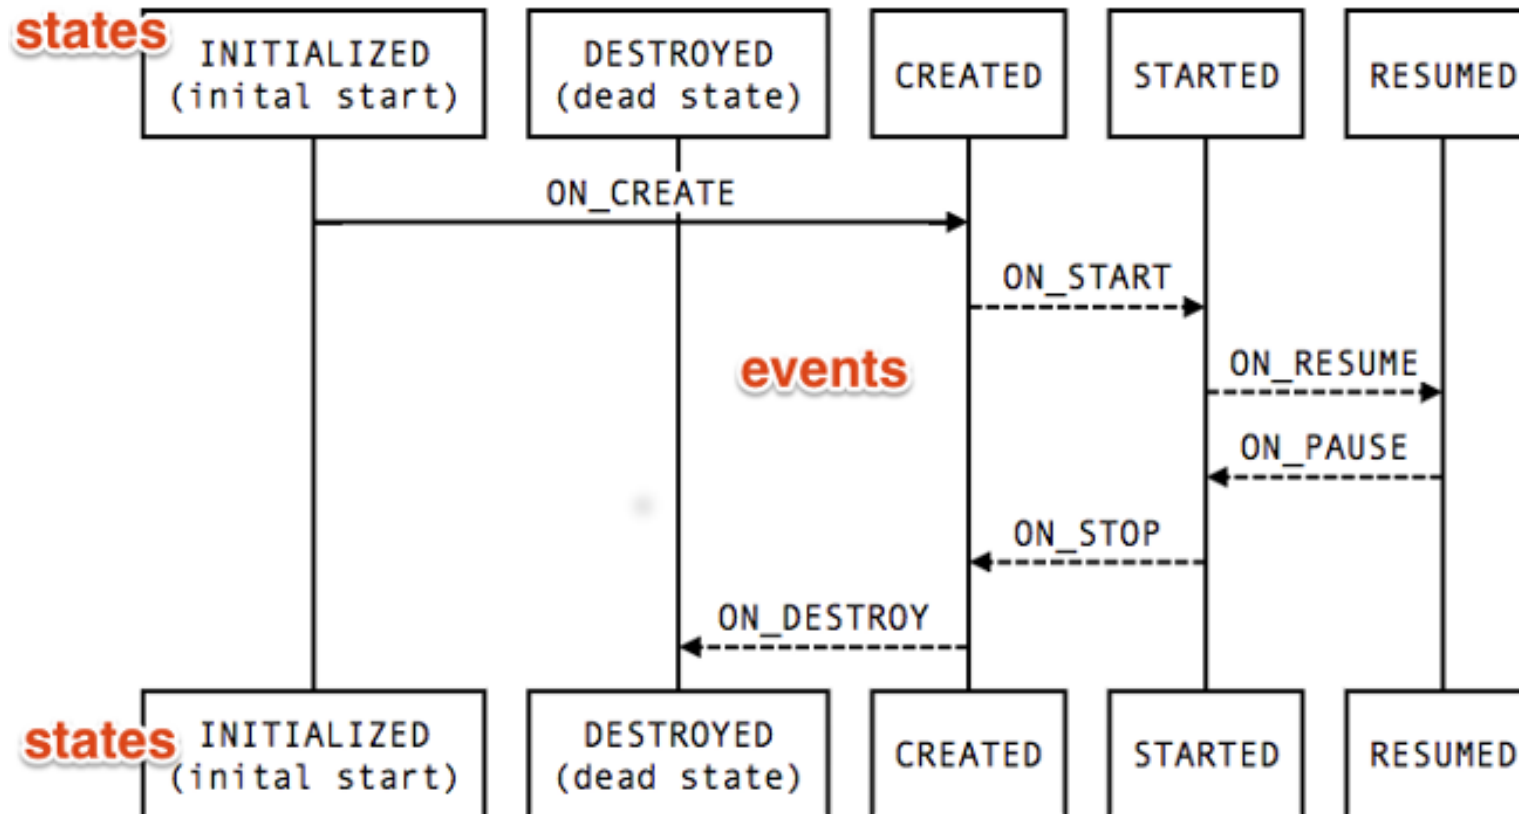 states
INITIALIZED
(inital start)
DESTROYED
(dead state)
CREATED
STARTED
RESUMED
ON_CREATE
ON_START
events
ON_RESUME
ON_PAUSE
ON_STOP
ON_DESTROY
states
INITIALIZED
(inital start)
DESTROYED
(dead state)
CREATED
STARTED
RESUMED